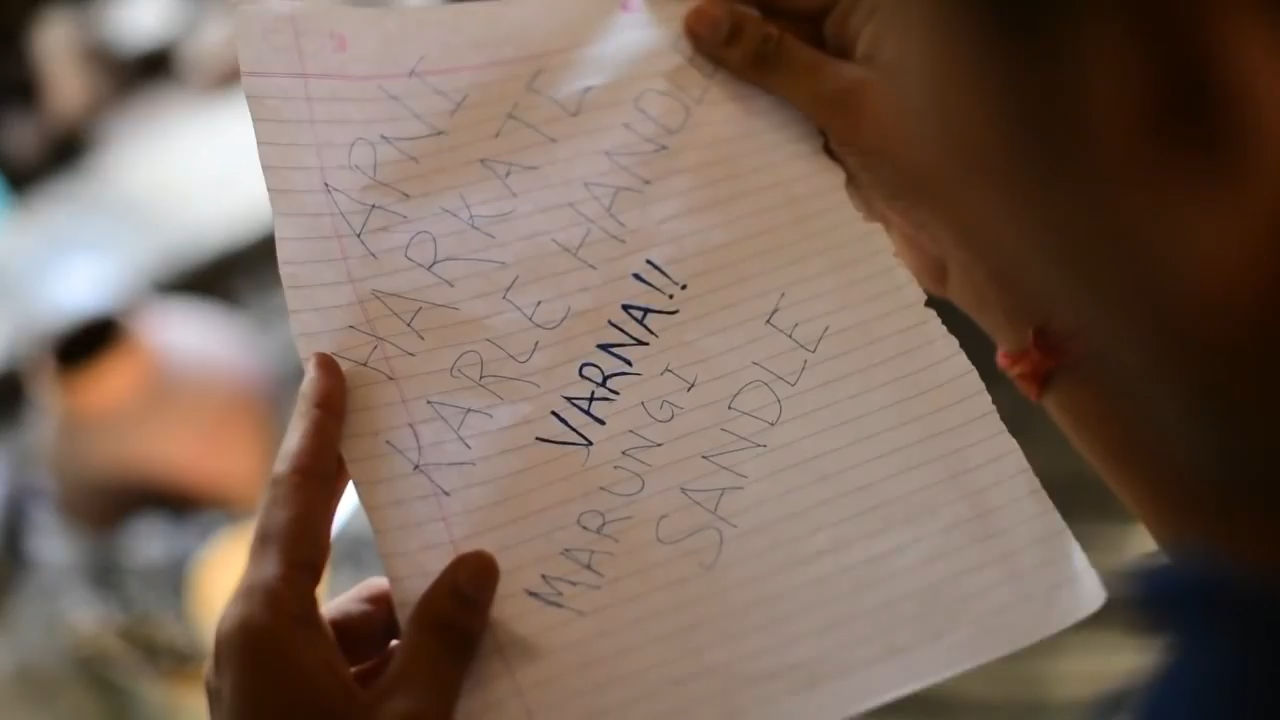 APNI
HARKATE
KARLE HANDLE
VARNA!!
MARUNGI
SANDLE